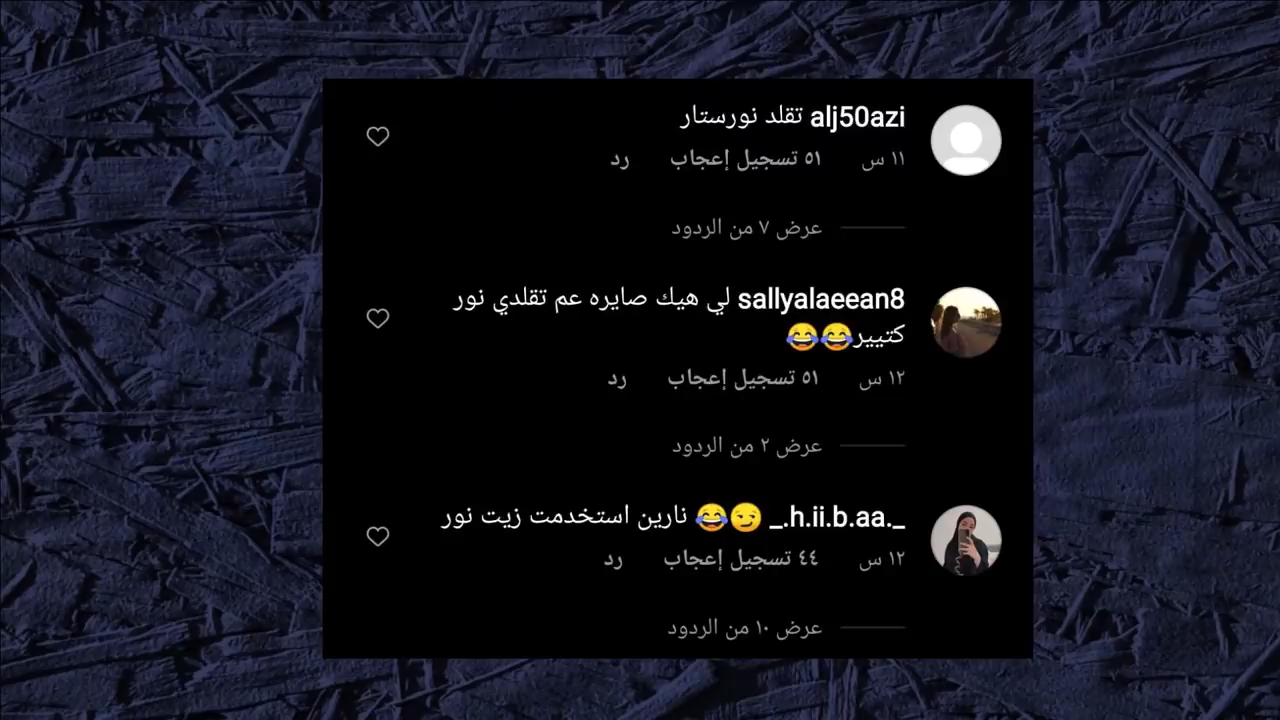 alj50azi تقلد نورستار
١١ س ٥١ تسجيل إعجاب رد
عرض ٧ من الردود
sallyalaeean8 لي هيك صايره عم تقلدي نور
كتيير😂😂
١٢ س ٥١ تسجيل إعجاب رد
عرض ٢ من الردود
_.h.ii.b.aa._ 😏😂 نارين استخدمت زيت نور
١٢ س ٤٤ تسجيل إعجاب رد
عرض ١٠ من الردود